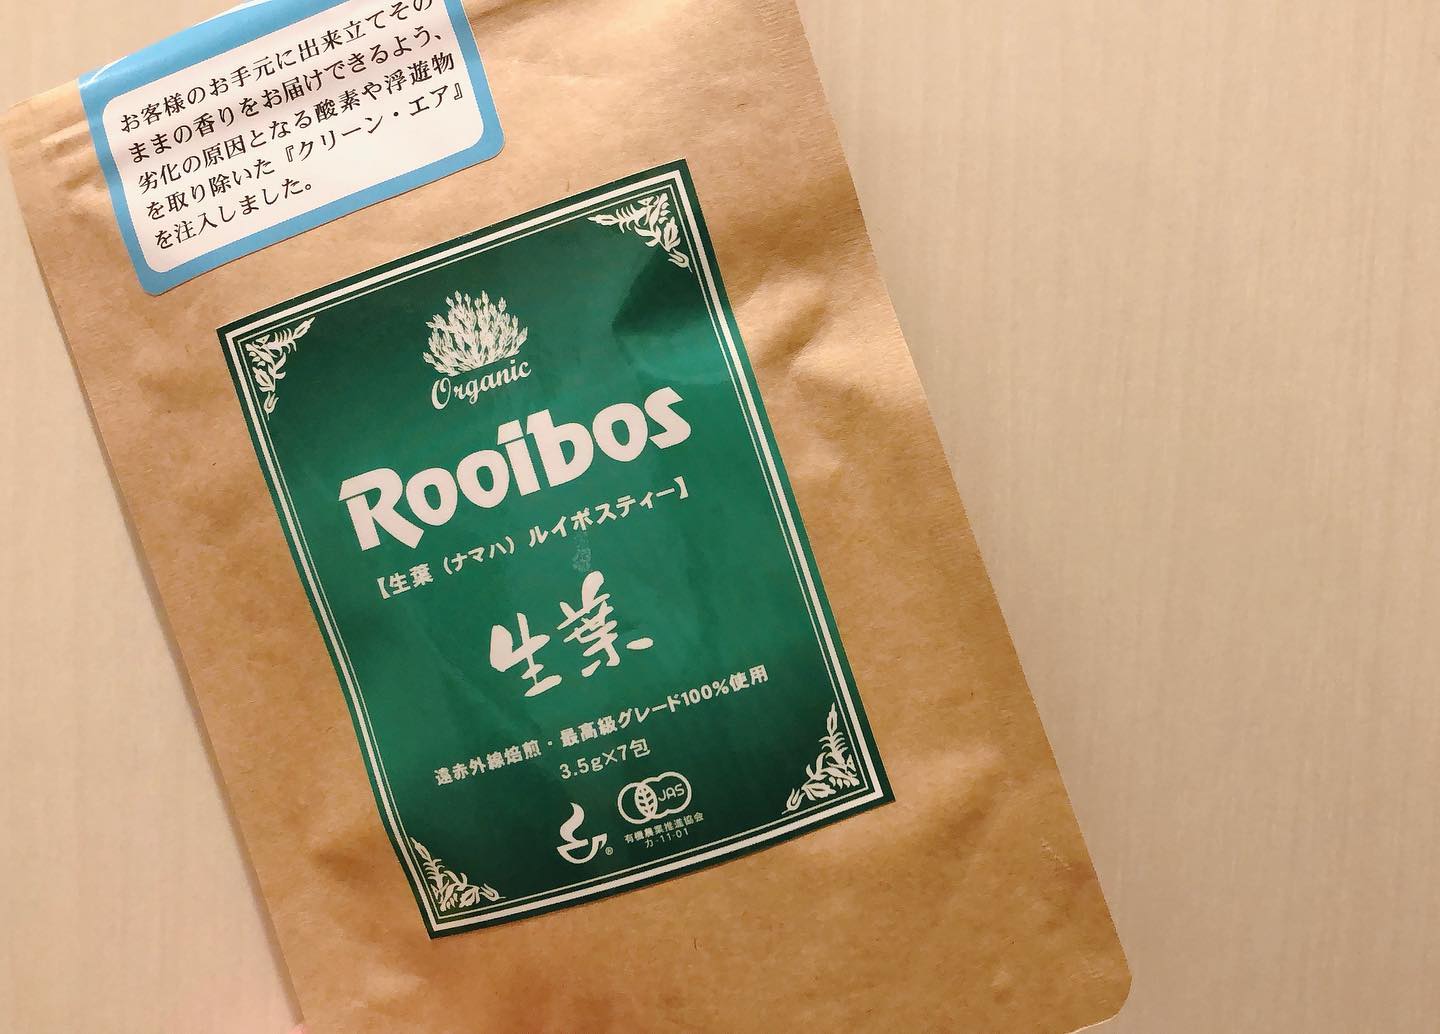 お客様のお手元に出来立てその
ままの香りをお届けできるよう、
劣化の原因となる酸素や浮遊物
を取り除いた『クリーン・エア』
を注入しました。
Organic
Rooibos
【生葉（ナマハ）ルイボスティー】
生葉
遠赤外線焙煎・最高級グレード100%使用
3.5g×7包
JAS
®
有機農業推進協会
カ-11-01